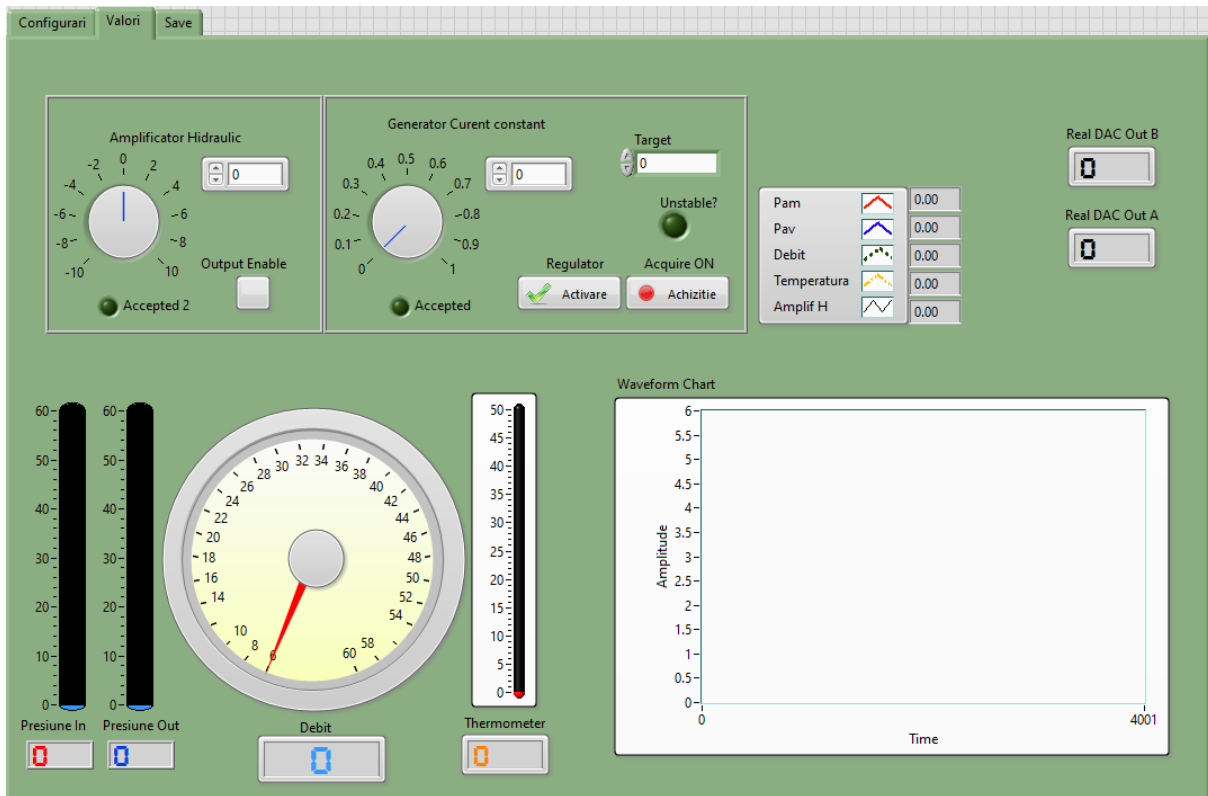 Configurari Valori Save
Amplificator Hidraulic
-10 -8 -6 -4 -2 0 2 4 6 8 10
0
Output Enable
Accepted 2
Generator Curent constant
0 0.1 0.2 0.3 0.4 0.5 0.6 0.7 0.8 0.9 1
0
Target
0
Unstable?
Regulator
Activare
Acquire ON
Achizitie
Accepted
Pam 0.00
Pav 0.00
Debit 0.00
Temperatura 0.00
Amplif H 0.00
Real DAC Out B
0
Real DAC Out A
0
60
50
40
30
20
10
0
Presiune In
0
60
50
40
30
20
10
0
Presiune Out
0
6 8 10 14 16 18 20 22 24 26 28 30 32 34 36 38 40 42 44 46 48 50 52 54 58 60
Debit
0
50
45
40
35
30
25
20
15
10
5
0
Thermometer
0
Waveform Chart
Amplitude
6
5.5
5
4.5
4
3.5
3
2.5
2
1.5
1
0.5
0
0 4001
Time